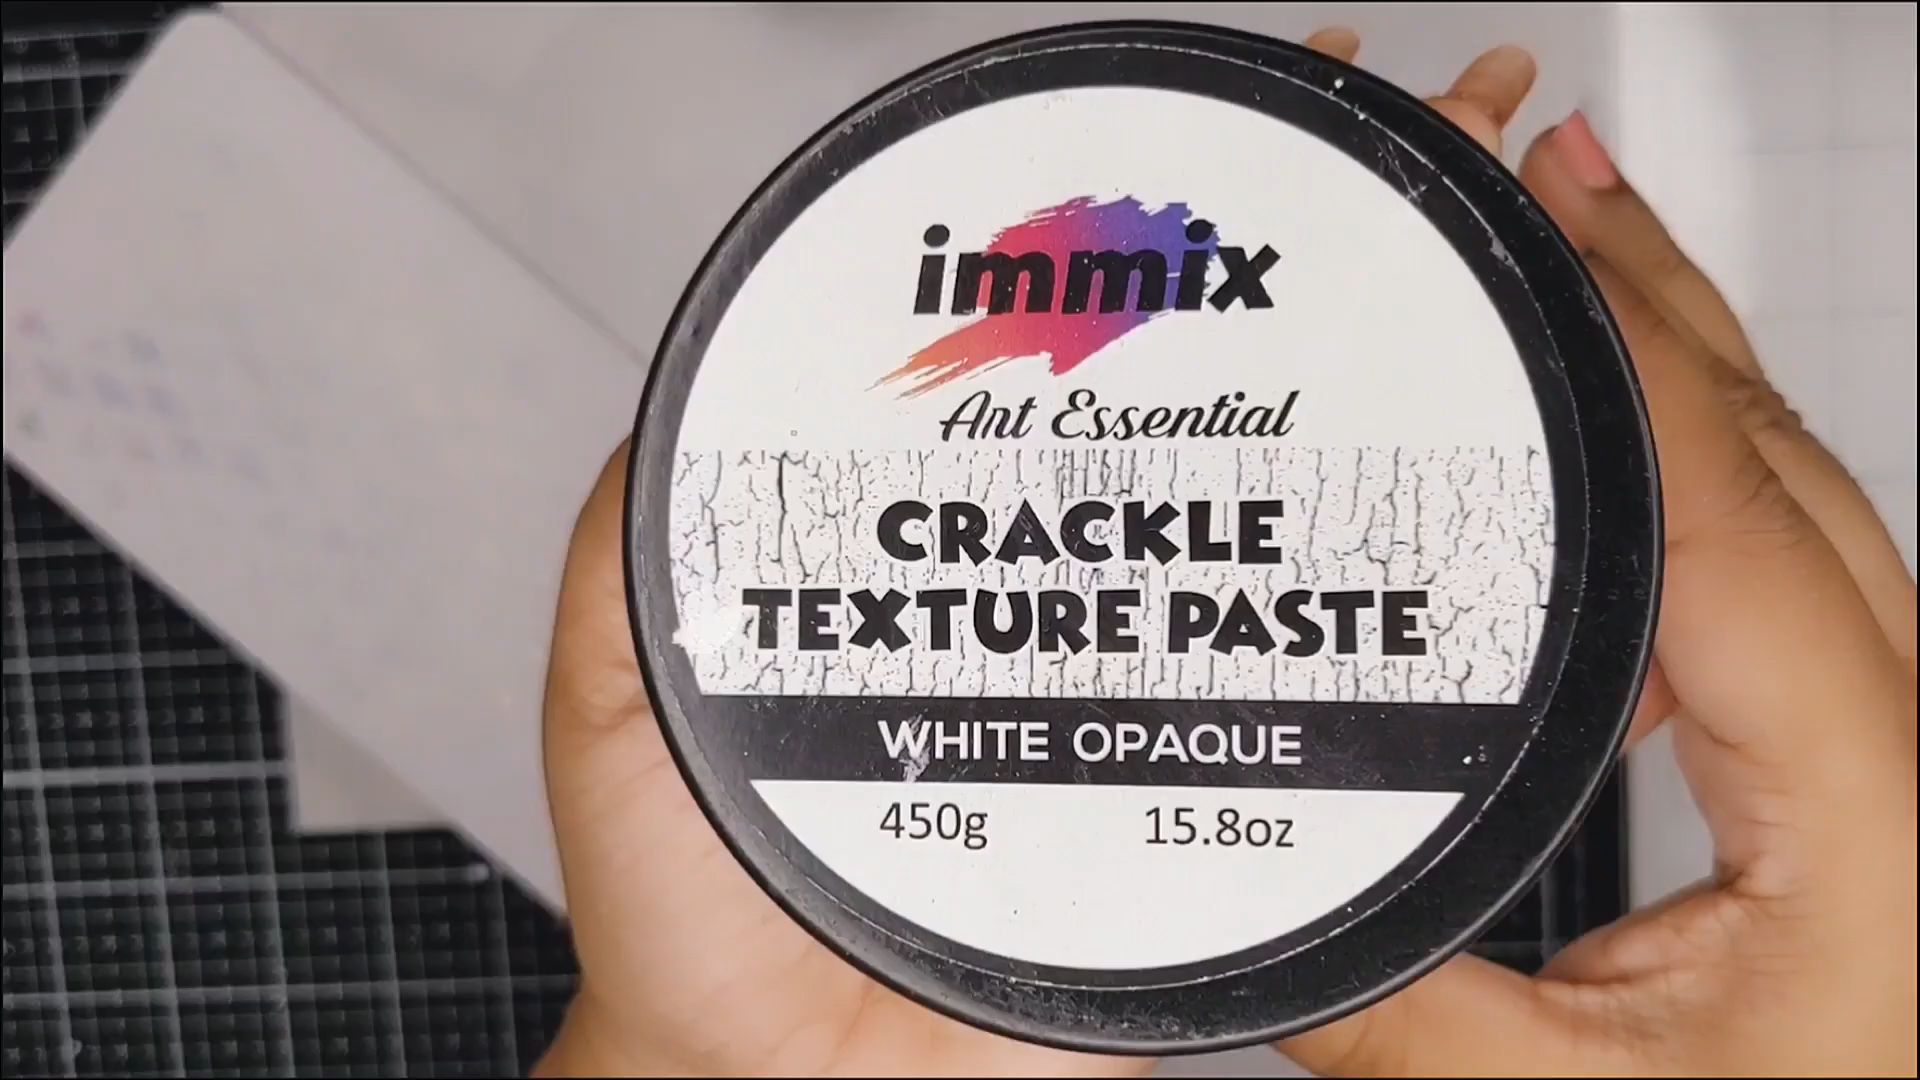 immix
Art Essential
CRACKLE
TEXTURE PASTE
WHITE OPAQUE
450g 15.8oz